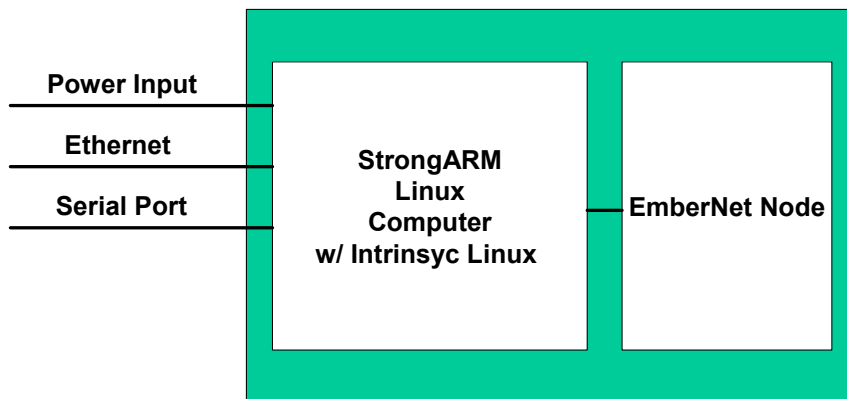 Power Input
Ethernet
Serial Port
StrongARM
Linux
Computer
w/ Intrinsyc Linux
EmberNet Node